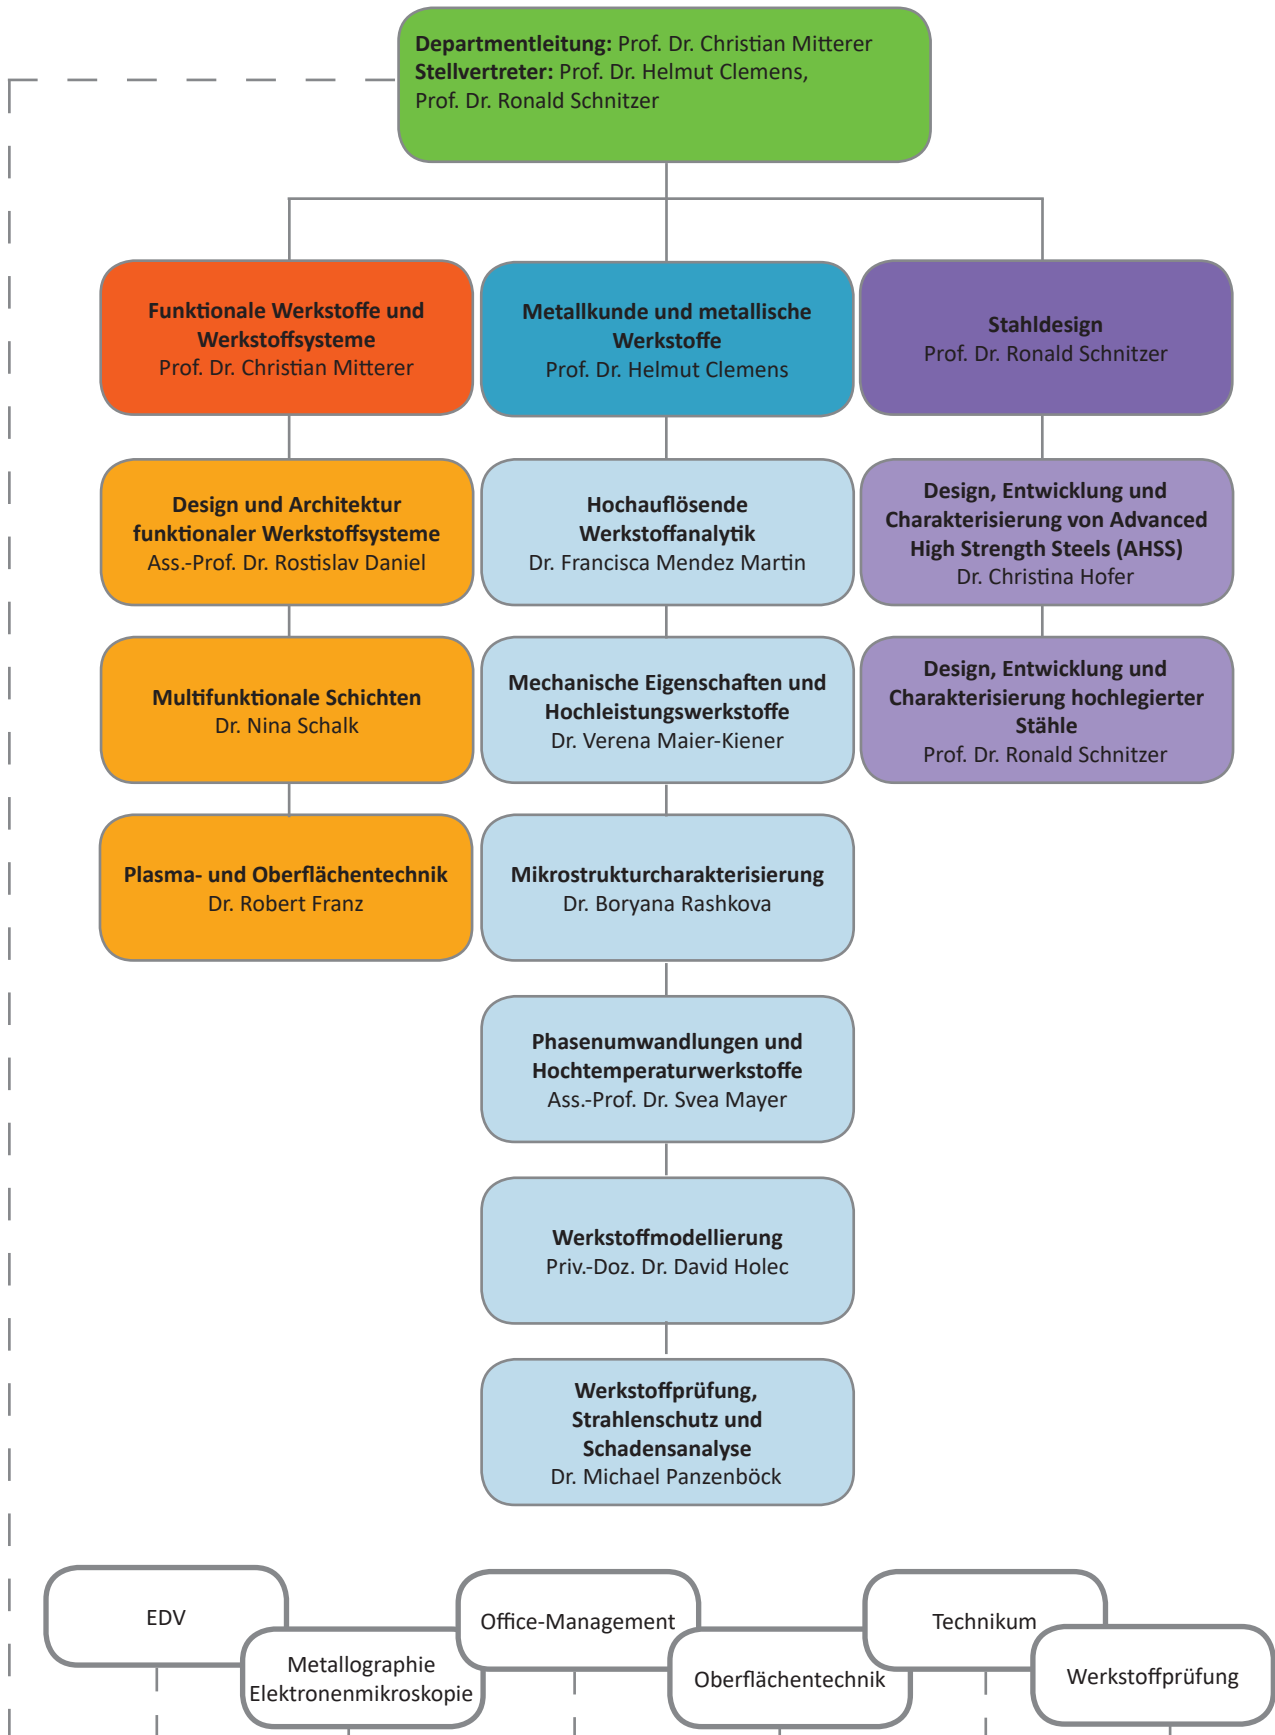 Departmentleitung: Prof. Dr. Christian Mitterer
Stellvertreter: Prof. Dr. Helmut Clemens,
Prof. Dr. Ronald Schnitzer
Funktionale Werkstoffe und
Werkstoffsysteme
Prof. Dr. Christian Mitterer
Metallkunde und metallische
Werkstoffe
Prof. Dr. Helmut Clemens
Stahldesign
Prof. Dr. Ronald Schnitzer
Design und Architektur
funktionaler Werkstoffsysteme
Ass.-Prof. Dr. Rostislav Daniel
Hochauflösende
Werkstoffanalytik
Dr. Francisca Mendez Martin
Design, Entwicklung und
Charakterisierung von Advanced
High Strength Steels (AHSS)
Dr. Christina Hofer
Multifunktionale Schichten
Dr. Nina Schalk
Mechanische Eigenschaften und
Hochleistungswerkstoffe
Dr. Verena Maier-Kiener
Design, Entwicklung und
Charakterisierung hochlegierter
Stähle
Prof. Dr. Ronald Schnitzer
Plasma- und Oberflächentechnik
Dr. Robert Franz
Mikrostrukturcharakterisierung
Dr. Boryana Rashkova
Phasenumwandlungen und
Hochtemperaturwerkstoffe
Ass.-Prof. Dr. Svea Mayer
Werkstoffmodellierung
Priv.-Doz. Dr. David Holec
Werkstoffprüfung,
Strahlenschutz und
Schadensanalyse
Dr. Michael Panzenböck
EDV
Metallographie
Elektronenmikroskopie
Office-Management
Oberflächentechnik
Technikum
Werkstoffprüfung